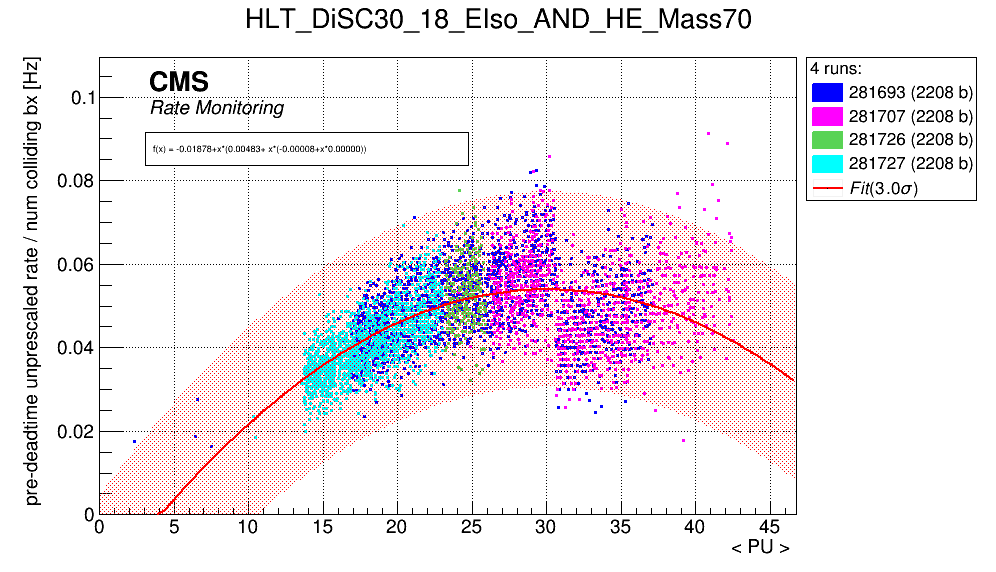 HLT_DiSC30_18_EIso_AND_HE_Mass70
pre-deadtime unprescaled rate / num colliding bx [Hz]
CMS
Rate Monitoring
f(x) = -0.01878+x*(0.00483+ x*(-0.00008+x*0.00000))
0.1
0.08
0.06
0.04
0.02
0
0 5 10 15 20 25 30 35 40 45
< PU >
4 runs:
281693 (2208 b)
281707 (2208 b)
281726 (2208 b)
281727 (2208 b)
Fit(3.0σ)